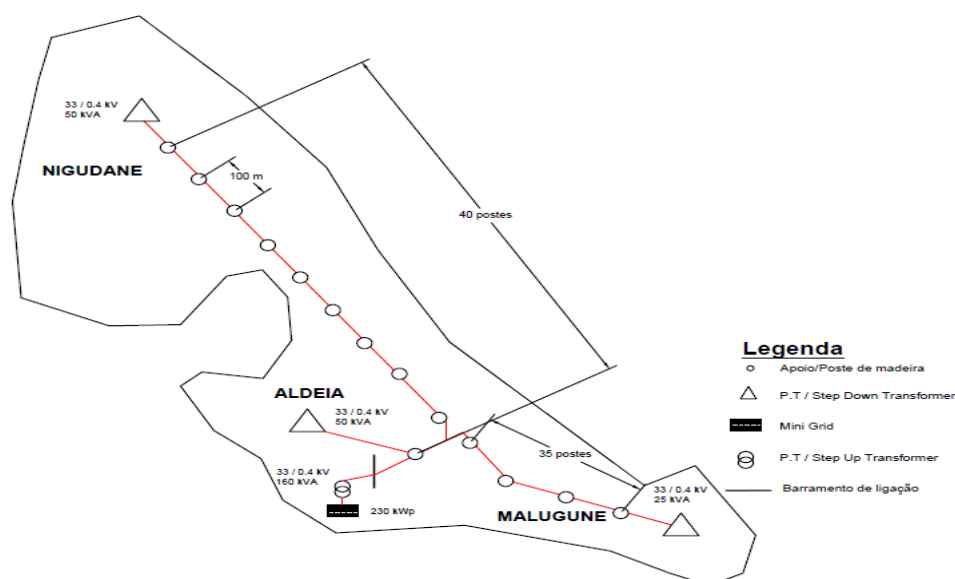 33 / 0.4 kV
50 kVA
NIGUDANE
100 m
40 postes
ALDEIA
33 / 0.4 kV
50 kVA
35 postes
33 / 0.4 kV
160 kVA
230 kWp
MALUGUNE
33 / 0.4 kV
25 kVA
Legenda
Apoio/Poste de madeira
P.T / Step Down Transformer
Mini Grid
P.T / Step Up Transformer
Barramento de ligação